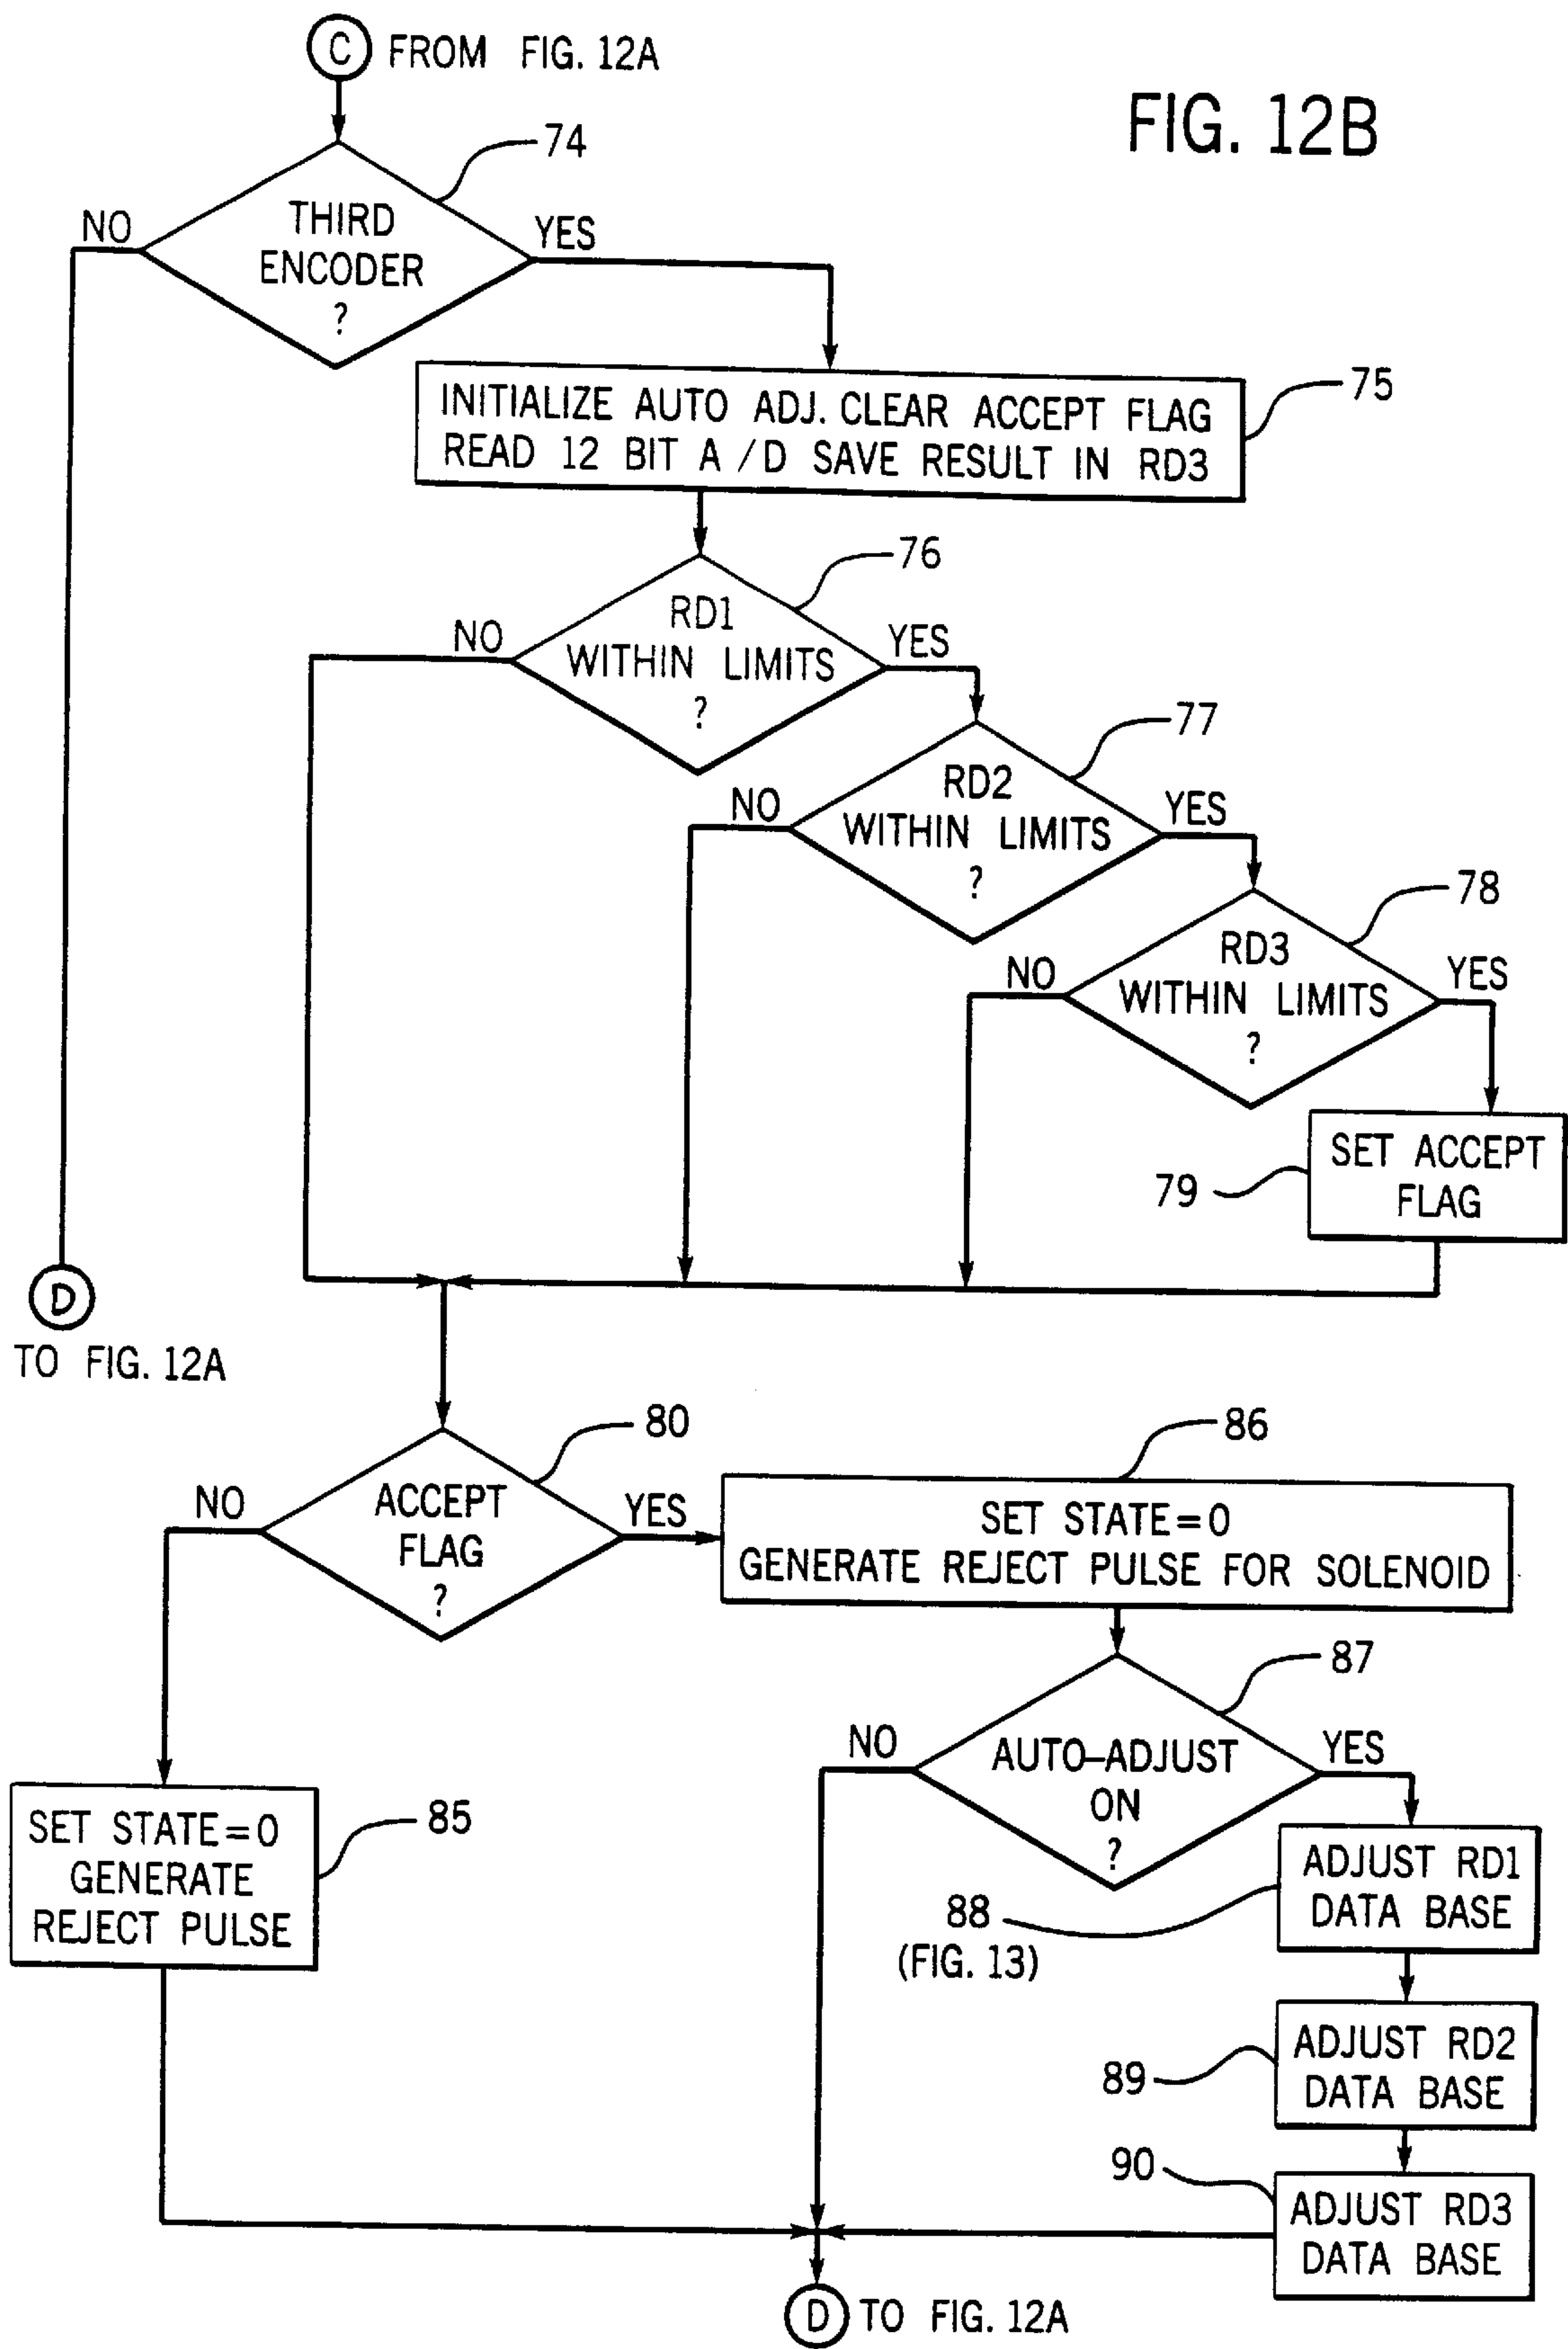 C FROM FIG. 12A
FIG. 12B
74
THIRD
ENCODER
?
NO
YES
75
INITIALIZE AUTO ADJ. CLEAR ACCEPT FLAG
READ 12 BIT A / D SAVE RESULT IN RD3
76
RD1
WITHIN LIMITS
?
NO
YES
77
RD2
WITHIN LIMITS
?
NO
YES
78
RD3
WITHIN LIMITS
?
NO
YES
79
SET ACCEPT
FLAG
D
TO FIG. 12A
80
ACCEPT
FLAG
?
NO
YES
86
SET STATE=0
GENERATE REJECT PULSE FOR SOLENOID
87
AUTO-ADJUST
ON
?
NO
YES
85
SET STATE=0
GENERATE
REJECT PULSE
88
(FIG. 13)
ADJUST RD1
DATA BASE
89
ADJUST RD2
DATA BASE
90
ADJUST RD3
DATA BASE
D TO FIG. 12A